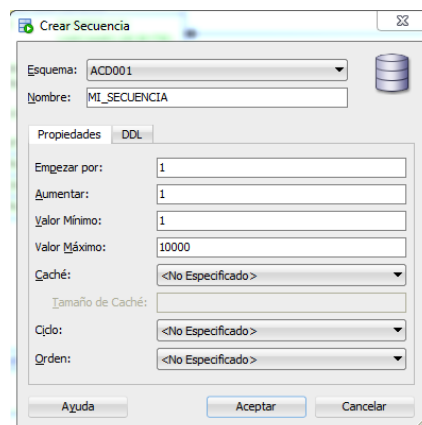 Crear Secuencia
Esquema: ACD001
Nombre: MI_SECUENCIA
Propiedades DDL
Empezar por: 1
Aumentar: 1
Valor Mínimo: 1
Valor Máximo: 10000
Caché: <No Especificado>
Tamaño de Caché:
Ciclo: <No Especificado>
Orden: <No Especificado>
Ayuda Aceptar Cancelar